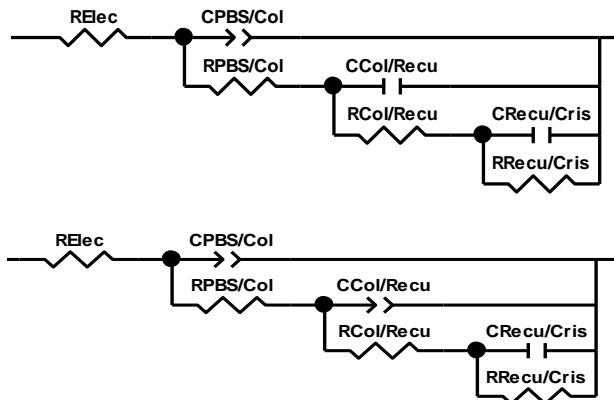 RElec
CPBS/Col
RPBS/Col
CCol/Recu
RCol/Recu
CRecu/Cris
RRecu/Cris
RElec
CPBS/Col
RPBS/Col
CCol/Recu
RCol/Recu
CRecu/Cris
RRecu/Cris